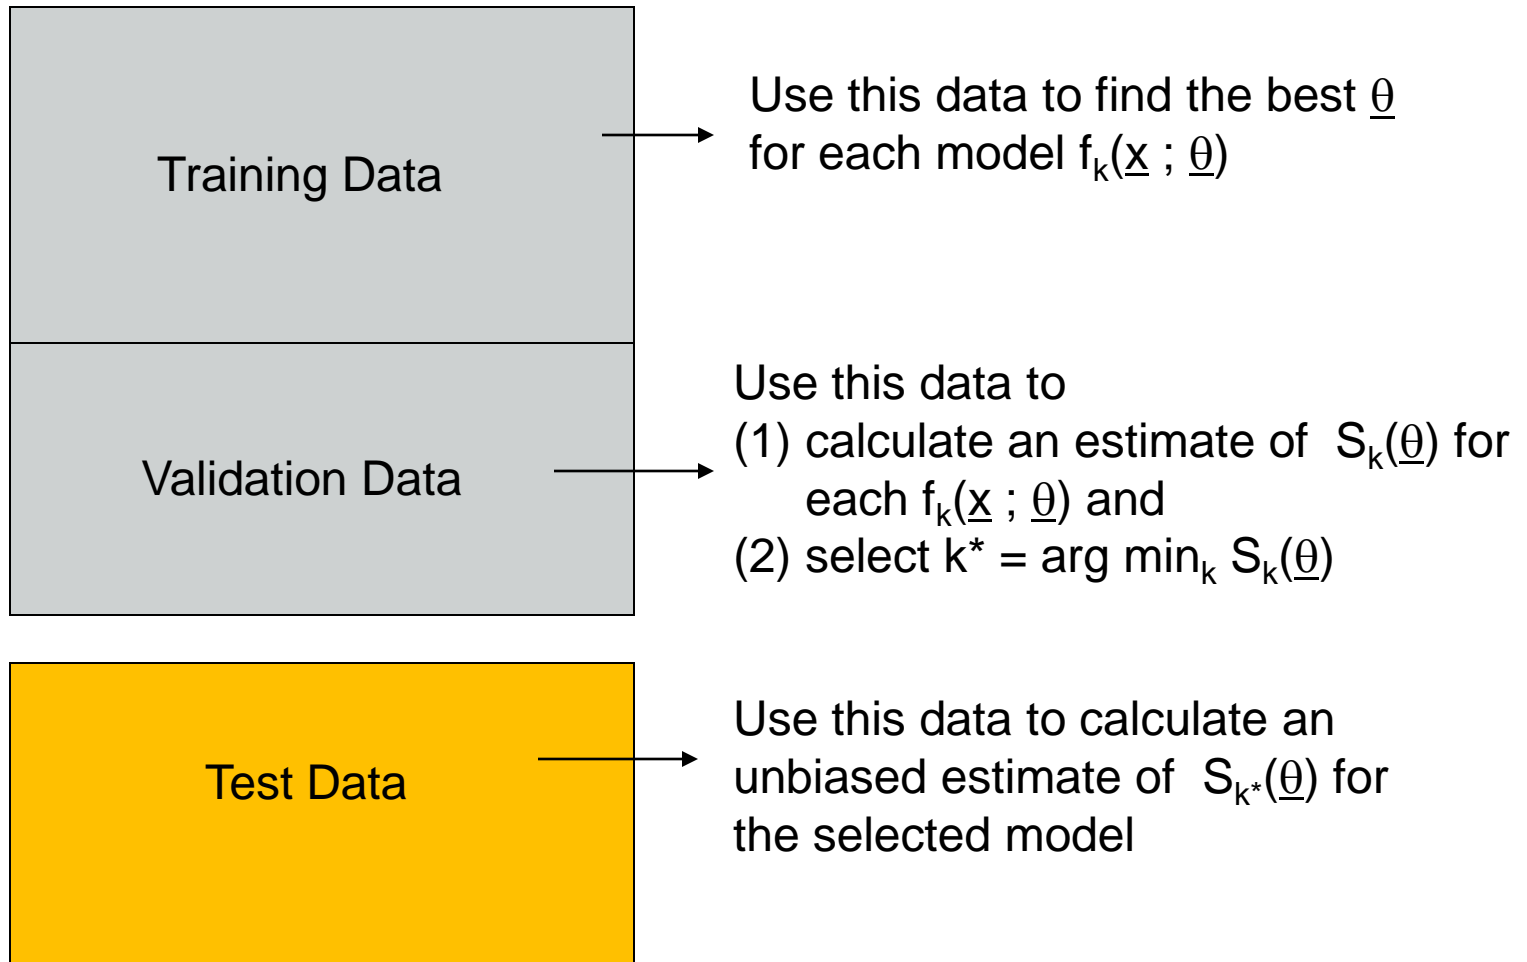 Training Data
Use this data to find the best θ
for each model fₖ(x ; θ)
Validation Data
Use this data to
(1) calculate an estimate of Sₖ(θ) for
each fₖ(x ; θ) and
(2) select k* = arg minₖ Sₖ(θ)
Test Data
Use this data to calculate an
unbiased estimate of Sₖ*(θ) for
the selected model